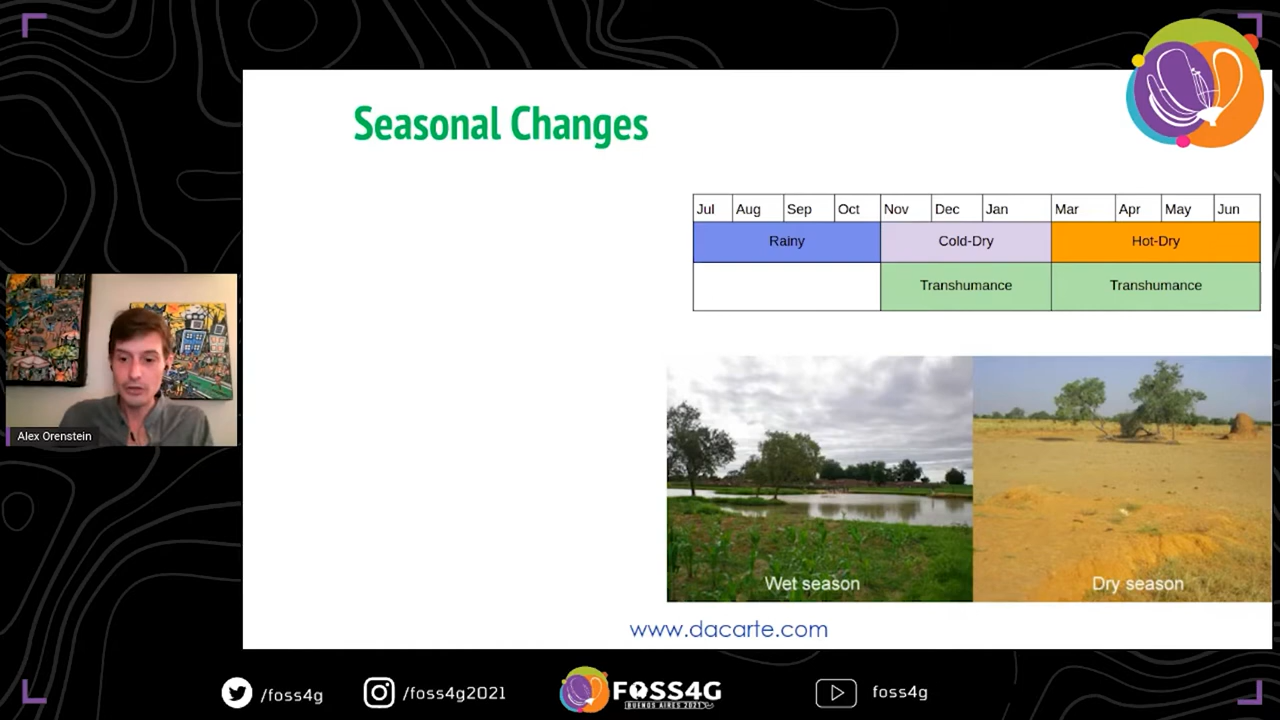 Seasonal Changes
Jul Aug Sep Oct Nov Dec Jan Mar Apr May Jun
Rainy Cold-Dry Hot-Dry
Transhumance Transhumance
Alex Orenstein
Wet season Dry season
www.dacarte.com
/foss4g /foss4g2021 FOSS4G foss4g
BUENOS AIRES 2021